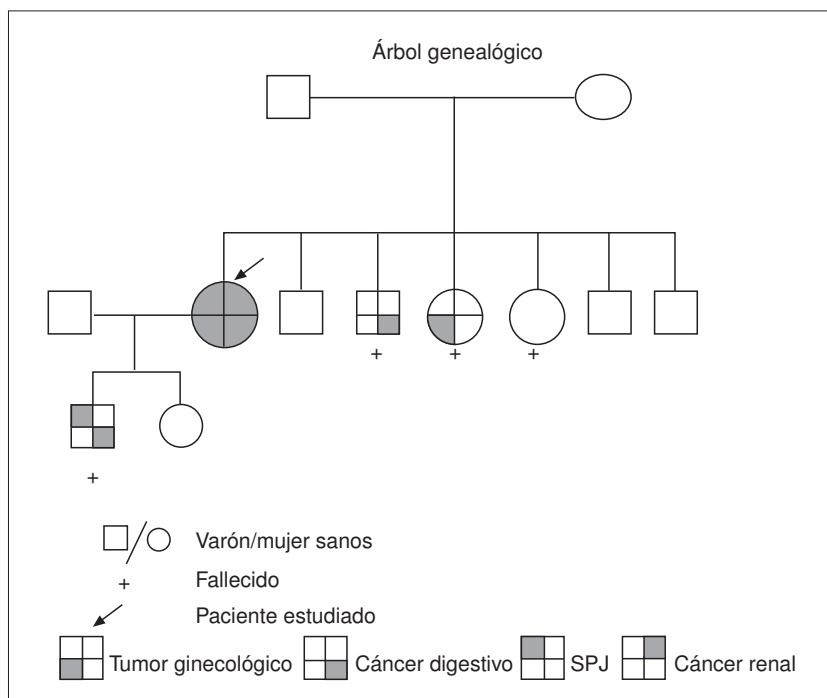 Árbol genealógico
+ + +
+
Varón/mujer sanos
+ Fallecido
Paciente estudiado
Tumor ginecológico Cáncer digestivo SPJ Cáncer renal